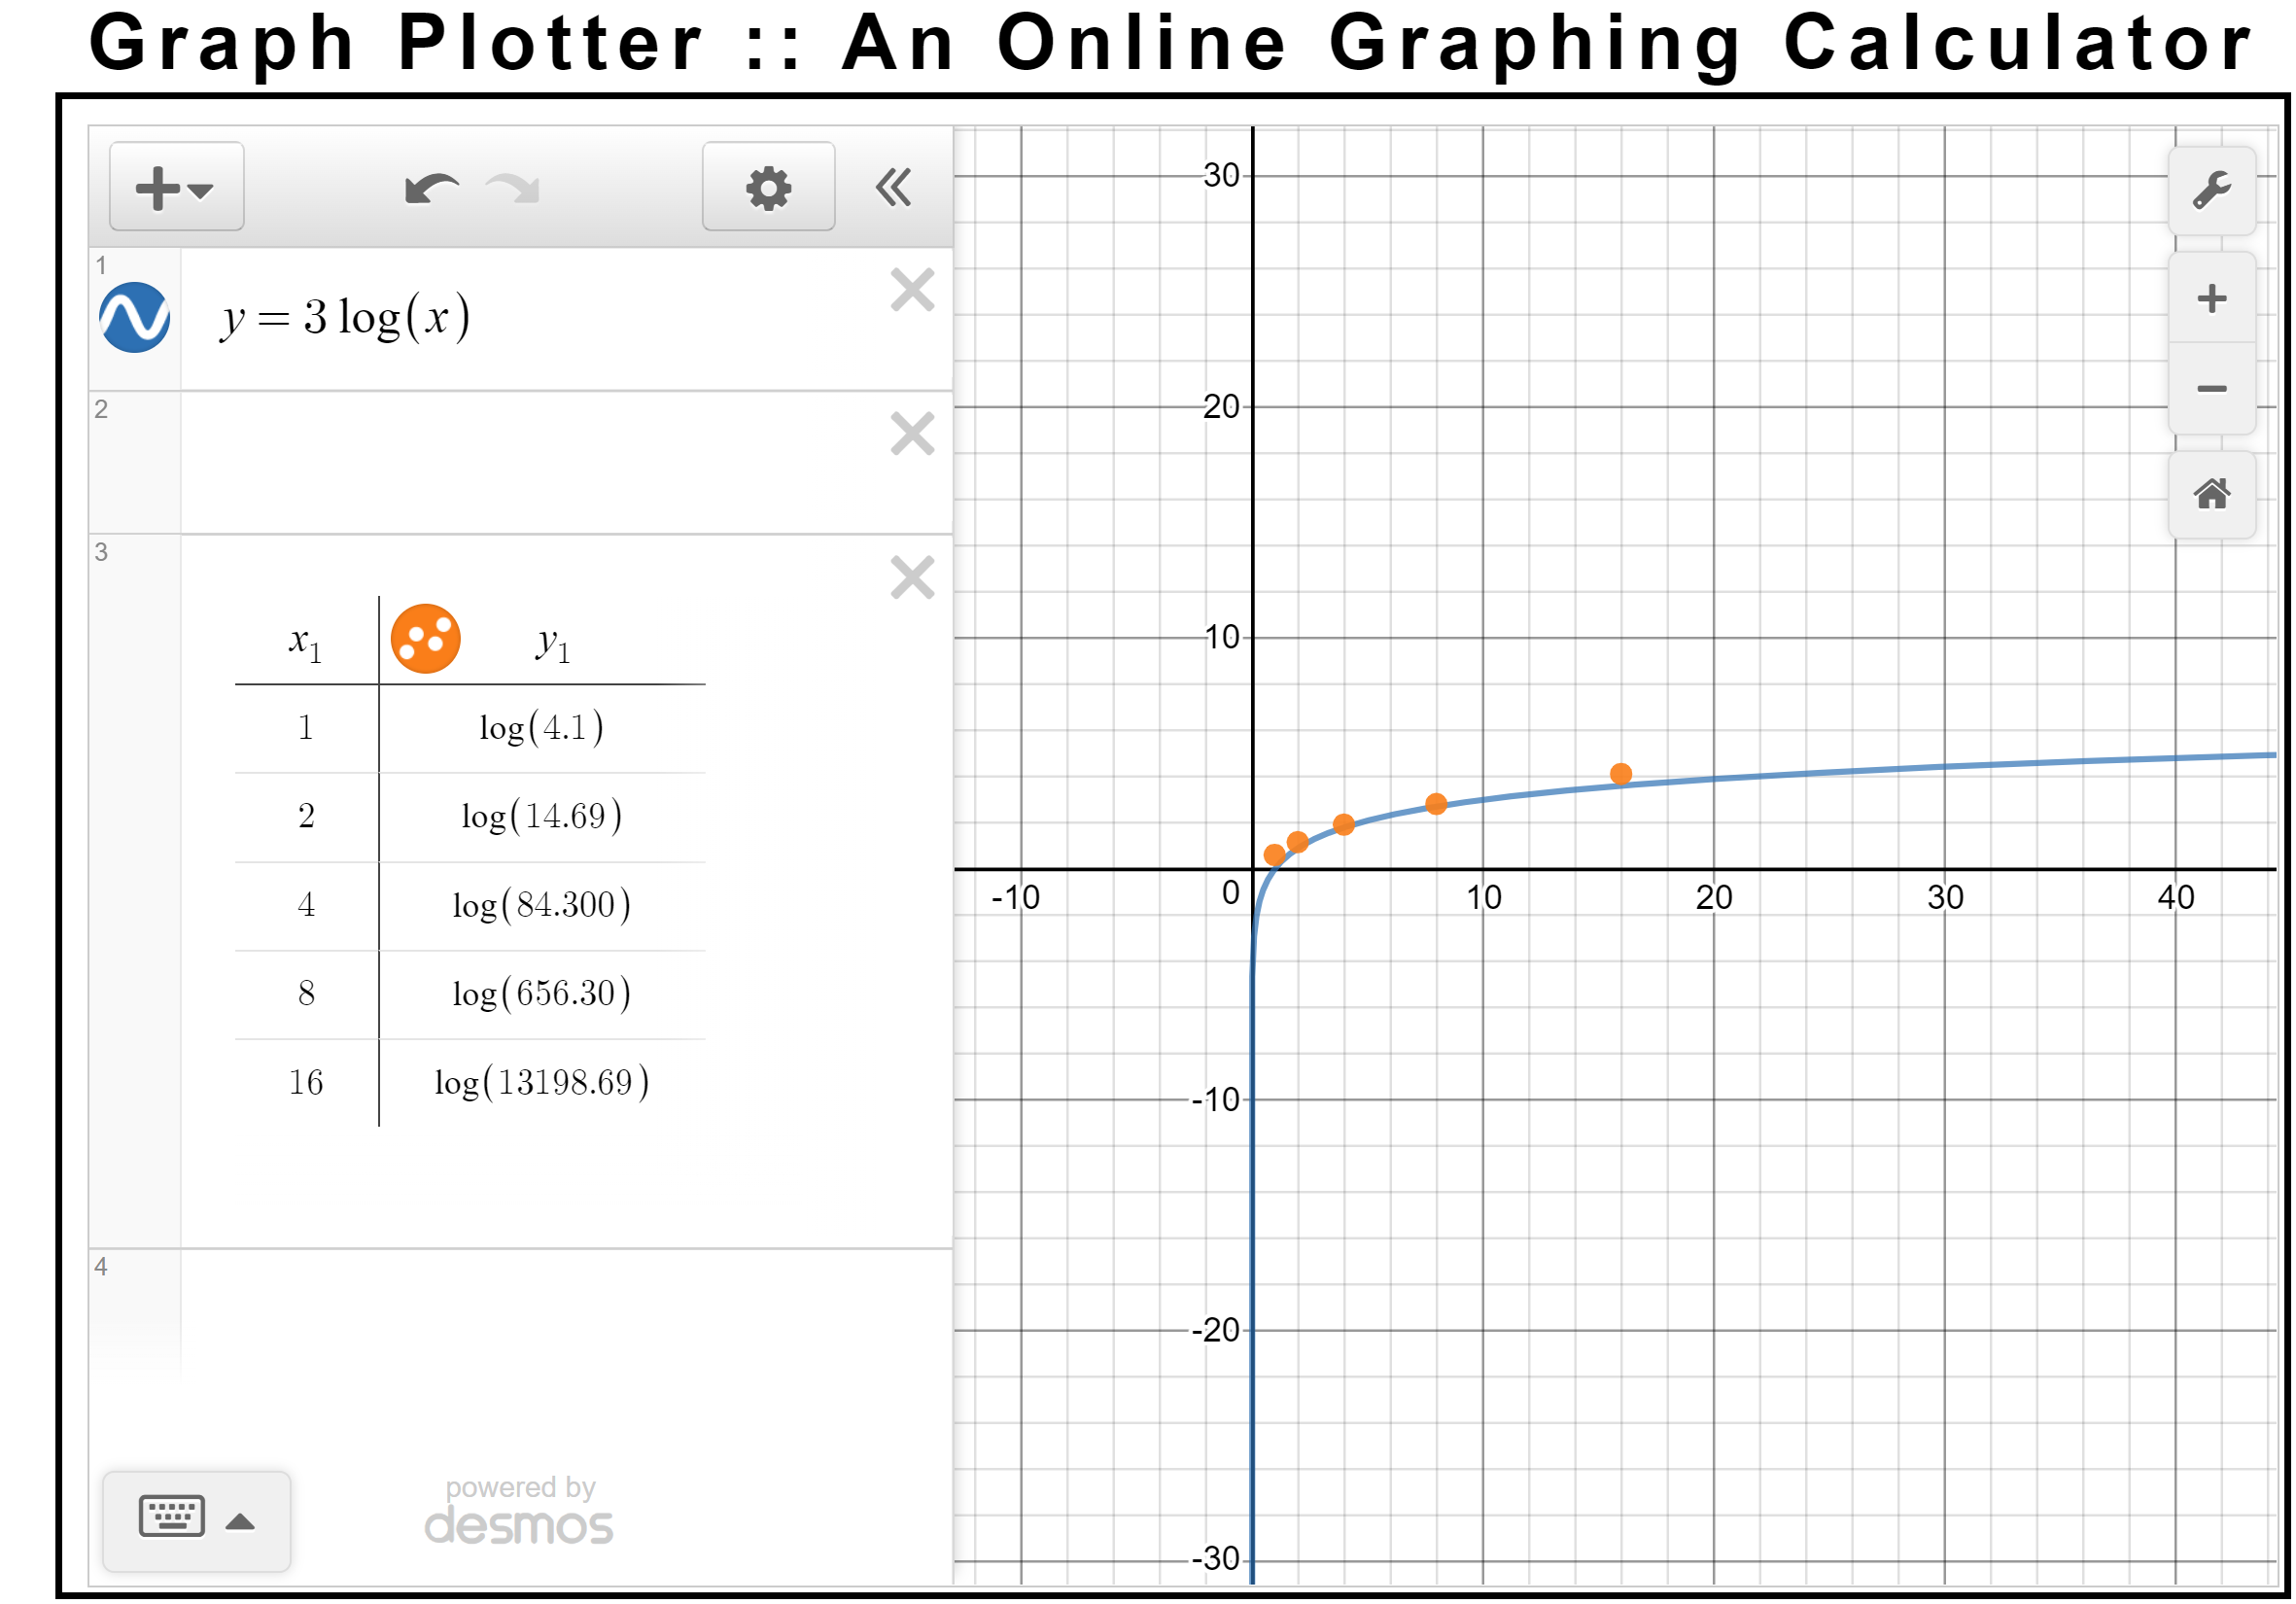 Graph Plotter :: An Online Graphing Calculator
1
y = 3 log(x)
2
3
x₁ y₁
1 log(4.1)
2 log(14.69)
4 log(84.300)
8 log(656.30)
16 log(13198.69)
4
powered by
desmos
30
20
10
-10 0 10 20 30 40
-10
-20
-30